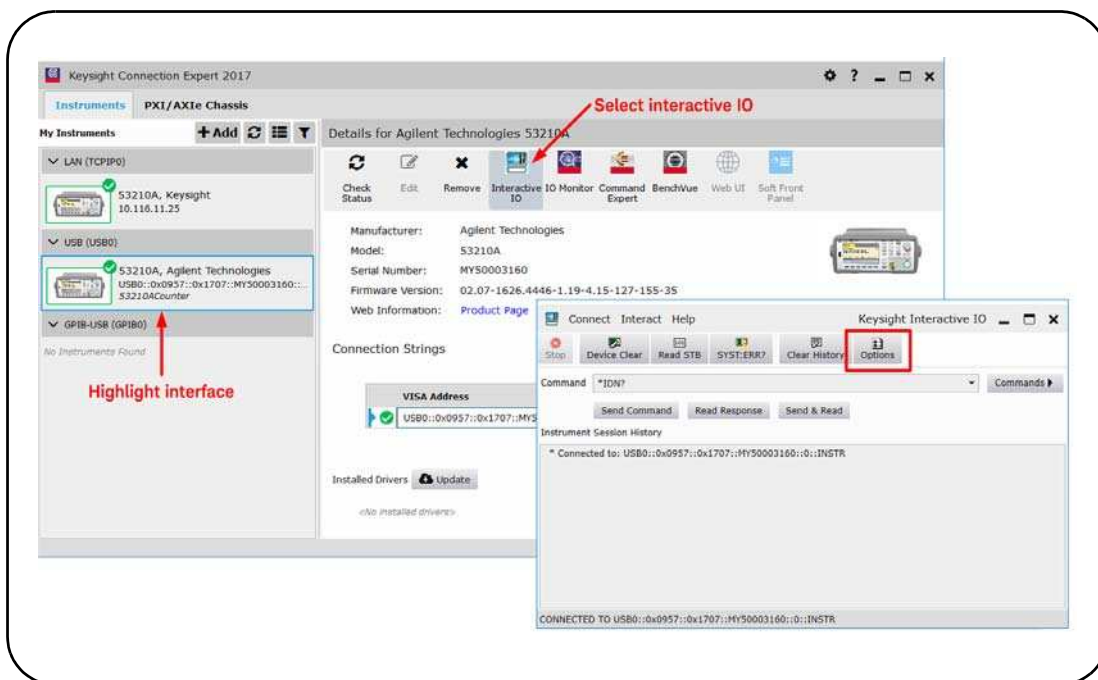 Keysight Connection Expert 2017
Instruments PXI/AXIe Chassis
Select interactive IO
My Instruments
+ Add
Details for Agilent Technologies 53210A
LAN (TCPIP0)
53210A, Keysight
10.116.11.25
USB (USB0)
53210A, Agilent Technologies
USB0::0x0957::0x1707::MY50003160::...
53210ACounter
GPIB-USB (GPIB0)
No Instruments Found
Highlight interface
Check Status
Edit
Remove
Interactive IO
IO Monitor
Command Expert
BenchVue
Web UI
Soft Front Panel
Manufacturer: Agilent Technologies
Model: 53210A
Serial Number: MY50003160
Firmware Version: 02.07-1626.4446-1.19-4.15-127-155-35
Web Information: Product Page
Connection Strings
VISA Address
USB0::0x0957::0x1707::MY5
Installed Drivers Update
<No installed drivers>
Connect Interact Help Keysight Interactive IO
Stop
Device Clear
Read STB
SYST:ERR?
Clear History
Options
Command *IDN? Commands
Send Command Read Response Send & Read
Instrument Session History
* Connected to: USB0::0x0957::0x1707::MY50003160::0::INSTR
CONNECTED TO USB0::0x0957::0x1707::MY50003160::0::INSTR